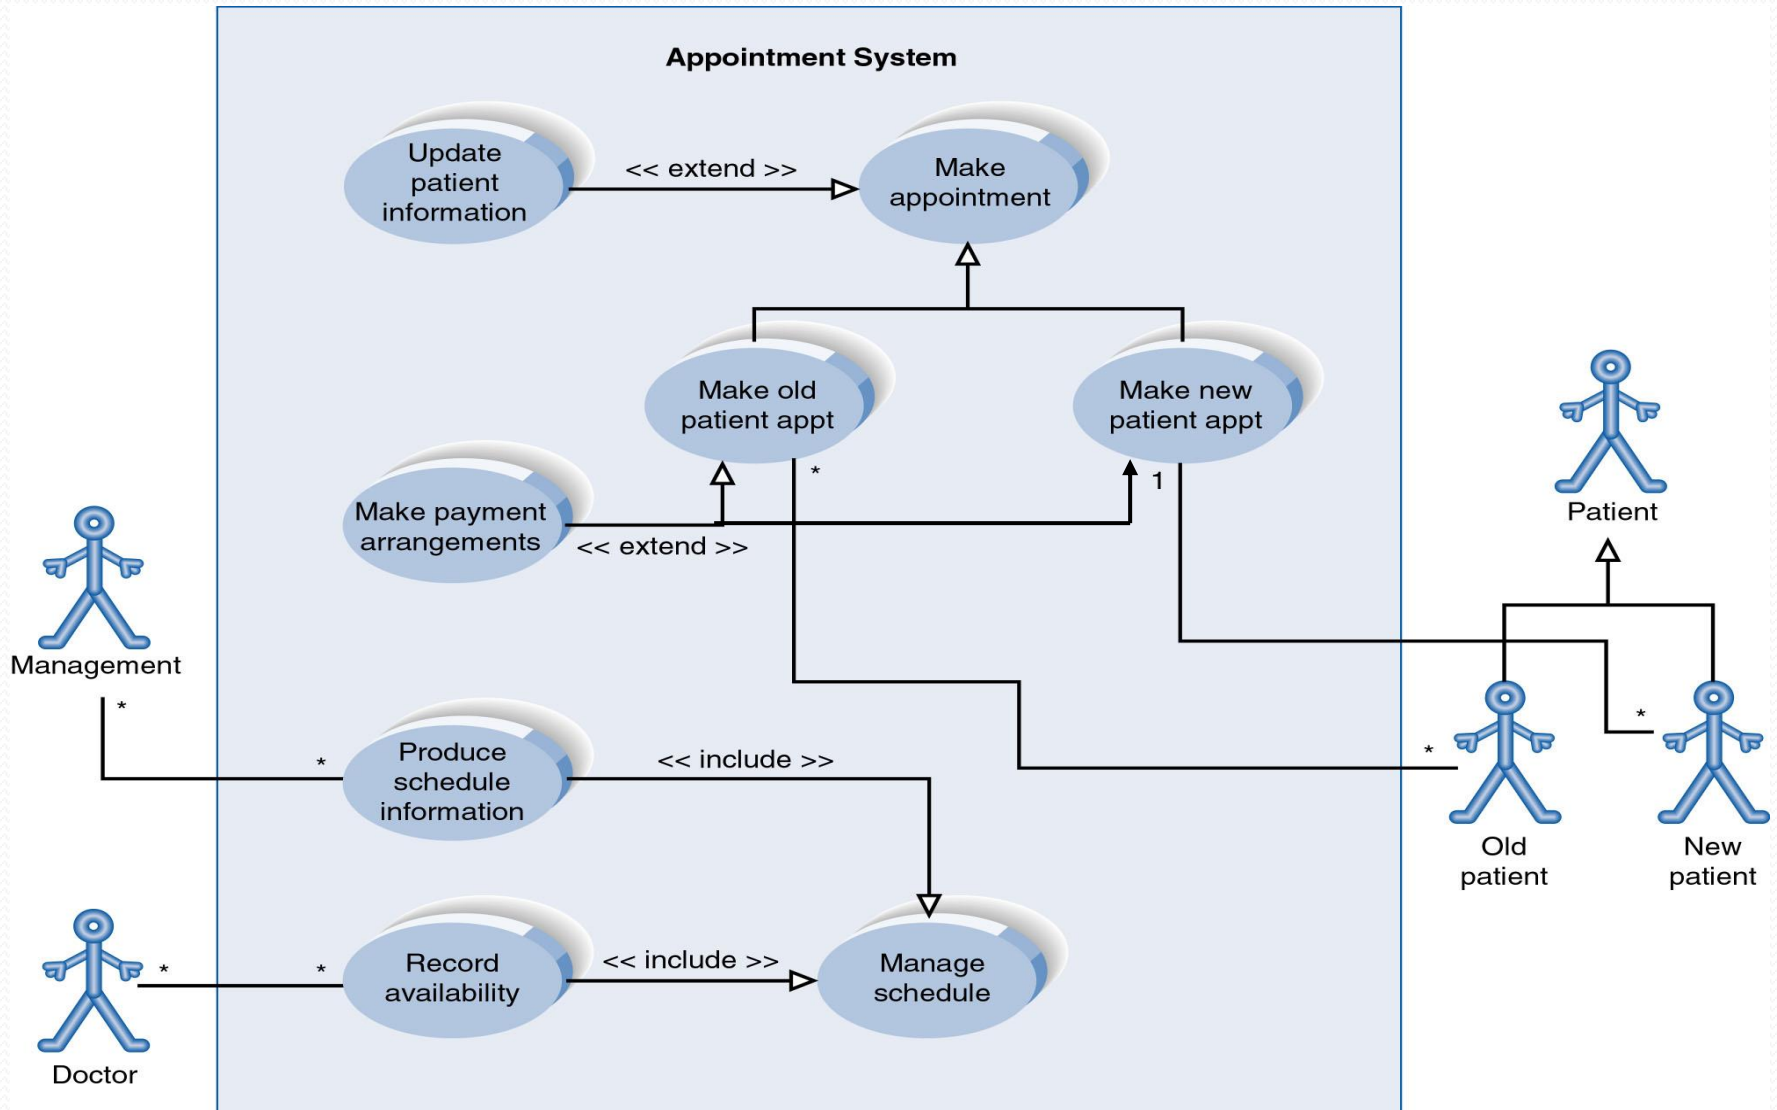 Appointment System
Update
patient
information
<< extend >>
Make
appointment
Make old
patient appt
Make new
patient appt
*
1
Make payment
arrangements
<< extend >>
Patient
Management
*
*
Produce
schedule
information
<< include >>
*
*
Old
patient
New
patient
*
*
Record
availability
<< include >>
Manage
schedule
Doctor